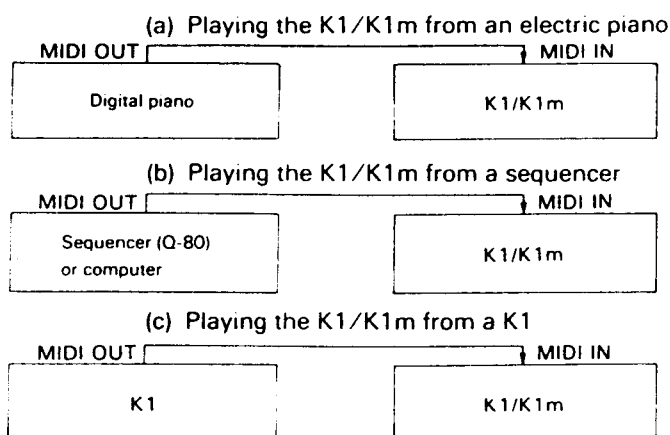 (a) Playing the K1/K1m from an electric piano
MIDI OUT MIDI IN
Digital piano K1/K1m
(b) Playing the K1/K1m from a sequencer
MIDI OUT MIDI IN
Sequencer (Q-80)
or computer
K1/K1m
(c) Playing the K1/K1m from a K1
MIDI OUT MIDI IN
K1 K1/K1m